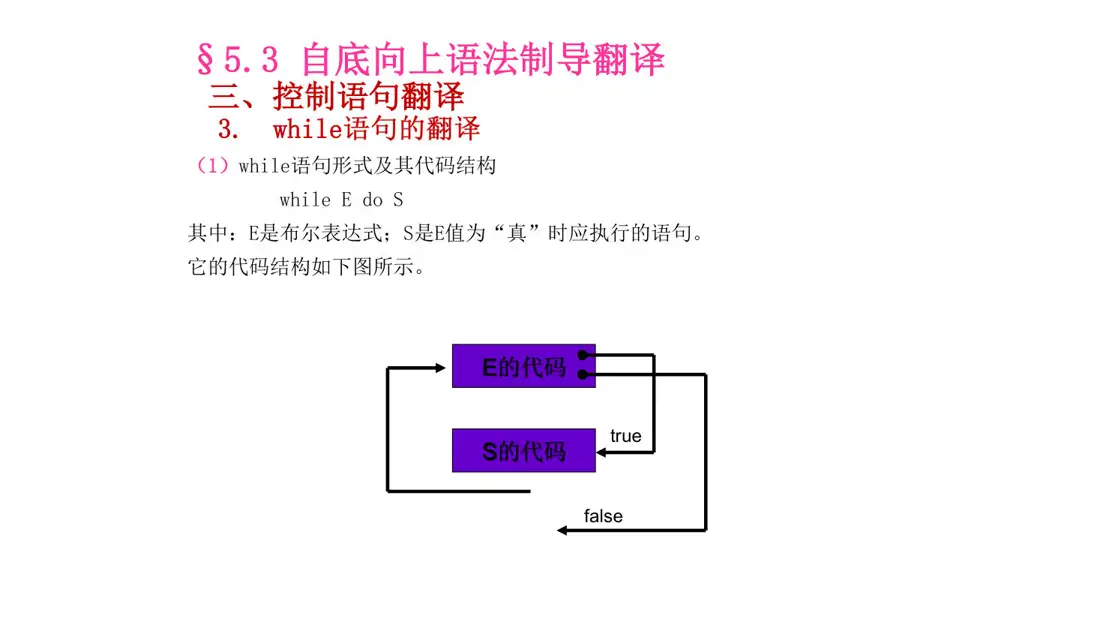 §5.3 自底向上语法制导翻译
三、控制语句翻译
3. while语句的翻译
（1）while语句形式及其代码结构
while E do S
其中：E是布尔表达式；S是E值为“真”时应执行的语句。
它的代码结构如下图所示。
E的代码
true
S的代码
false